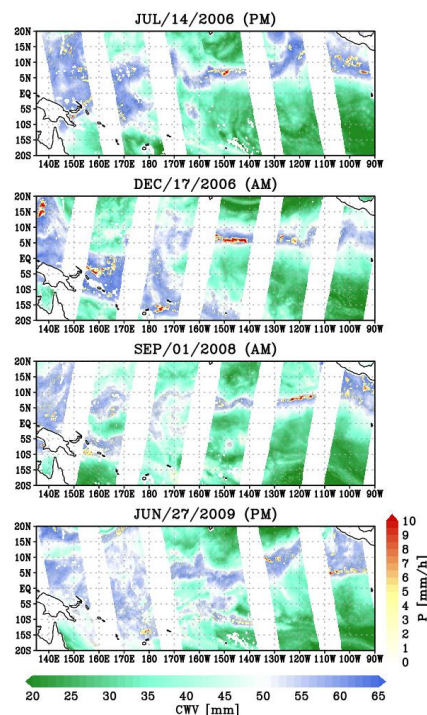 JUL/14/2006 (PM)
20N
15N
10N
5N
EQ
5S
10S
15S
20S
140E 150E 160E 170E 180 170W 160W 150W 140W 130W 120W 110W 100W 90W
DEC/17/2006 (AM)
20N
15N
10N
5N
EQ
5S
10S
15S
20S
140E 150E 160E 170E 180 170W 160W 150W 140W 130W 120W 110W 100W 90W
SEP/01/2008 (AM)
20N
15N
10N
5N
EQ
5S
10S
15S
20S
140E 150E 160E 170E 180 170W 160W 150W 140W 130W 120W 110W 100W 90W
JUN/27/2009 (PM)
20N
15N
10N
5N
EQ
5S
10S
15S
20S
140E 150E 160E 170E 180 170W 160W 150W 140W 130W 120W 110W 100W 90W
10
9
8
7
6
5
4
3
2
1
0
P [mm/h]
20 25 30 35 40 45 50 55 60 65
CWV [mm]